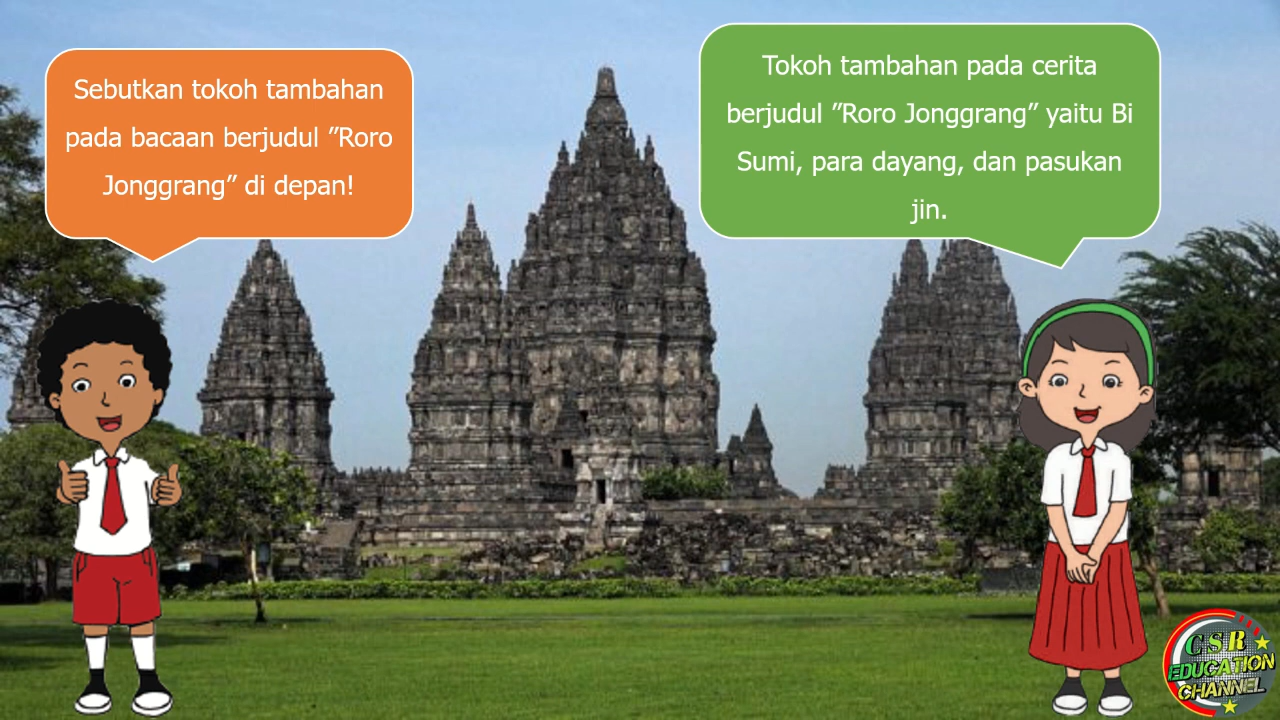 Sebutkan tokoh tambahan
pada bacaan berjudul ”Roro
Jonggrang” di depan!
Tokoh tambahan pada cerita
berjudul ”Roro Jonggrang” yaitu Bi
Sumi, para dayang, dan pasukan
jin.
CSR
EDUCATION
CHANNEL